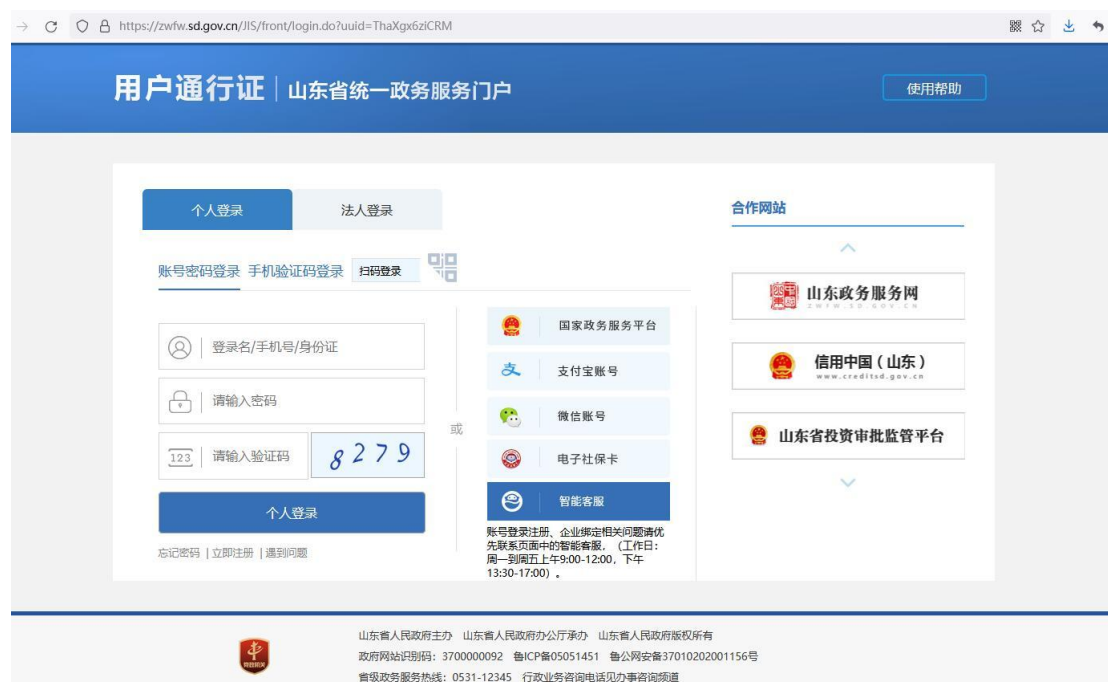 https://zwfw.sd.gov.cn/JIS/front/login.do?uuid=ThaXgx6ziCRM
用户通行证 | 山东省统一政务服务门户
使用帮助
个人登录
法人登录
账号密码登录 手机验证码登录 扫码登录
登录名/手机号/身份证
请输入密码
123 请输入验证码 8279
个人登录
忘记密码 | 立即注册 | 遇到问题
或
国家政务服务平台
支付宝账号
微信账号
电子社保卡
智能客服
账号登录注册、企业绑定相关问题请优
先联系页面中的智能客服，（工作日：
周一到周五上午9:00-12:00，下午
13:30-17:00）。
合作网站
山东政务服务网
zwfw.sd.gov.cn
信用中国（山东）
www.creditsd.gov.cn
山东省投资审批监管平台
山东省人民政府主办 山东省人民政府办公厅承办 山东省人民政府版权所有
政府网站识别码：3700000092 鲁ICP备05051451 鲁公网安备37010202001156号
省级政务服务热线：0531-12345 行政业务咨询电话见办事咨询频道